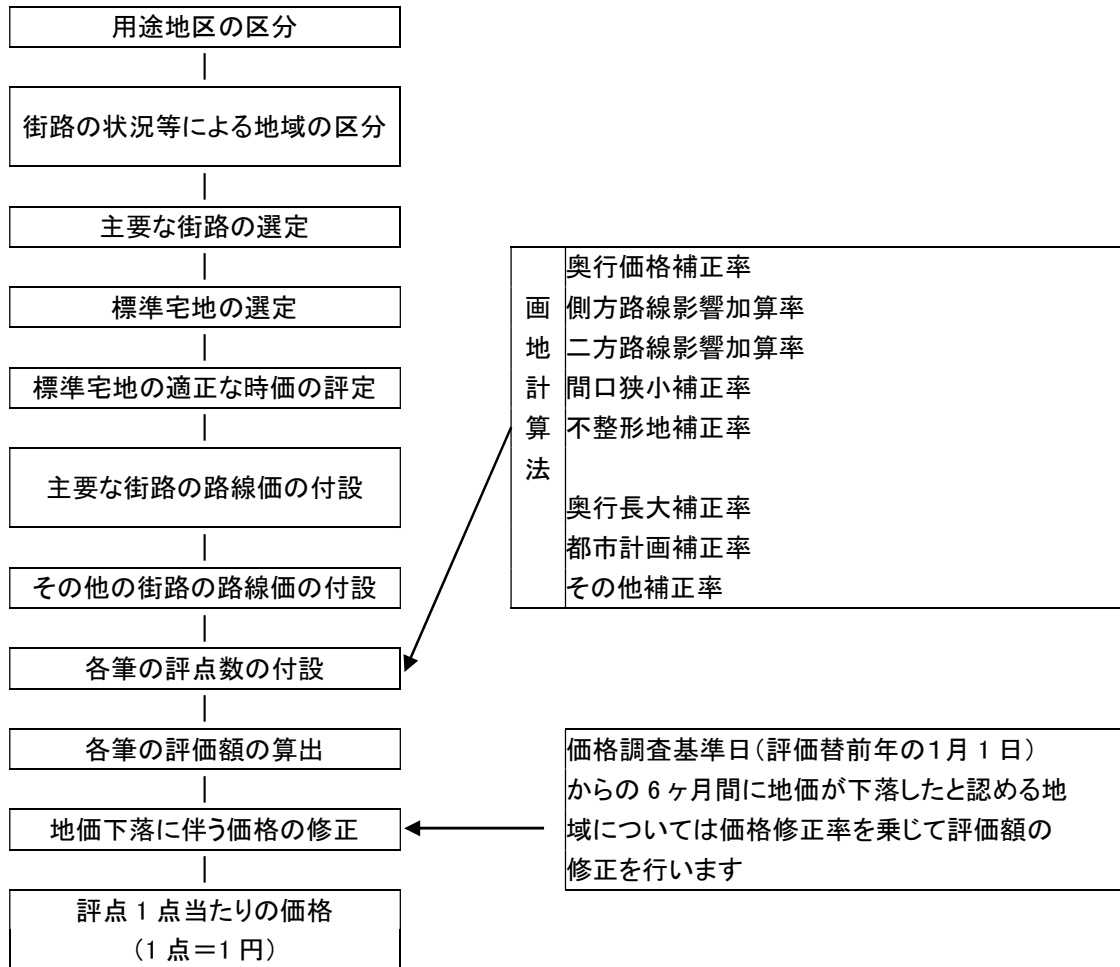 用途地区の区分
街路の状況等による地域の区分
主要な街路の選定
標準宅地の選定
標準宅地の適正な時価の評定
主要な街路の路線価の付設
その他の街路の路線価の付設
各筆の評点数の付設
各筆の評価額の算出
地価下落に伴う価格の修正
評点1点当たりの価格
（1点＝1円）
画地計算法
奥行価格補正率
側方路線影響加算率
二方路線影響加算率
間口狭小補正率
不整形地補正率
奥行長大補正率
都市計画補正率
その他補正率
価格調査基準日（評価替前年の1月1日）
からの6ヶ月間に地価が下落したと認める地
域については価格修正率を乗じて評価額の
修正を行います